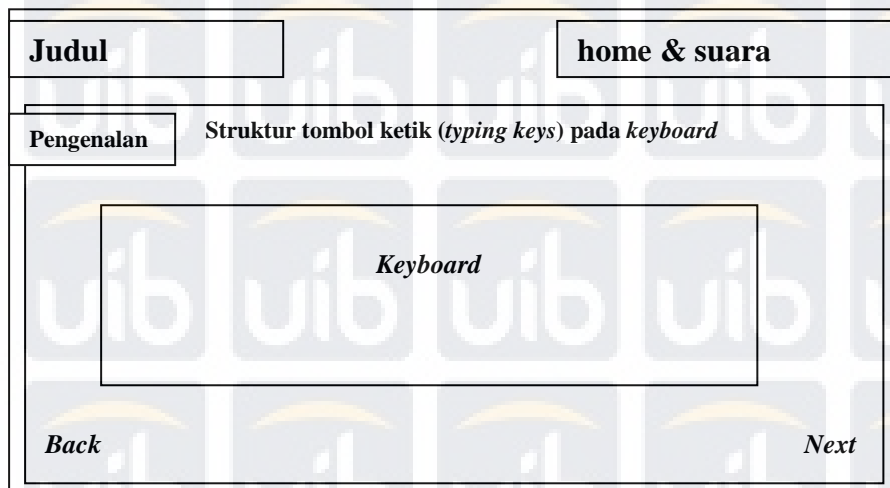 Judul
home & suara
Pengenalan
Struktur tombol ketik (typing keys) pada keyboard
Keyboard
Back
Next